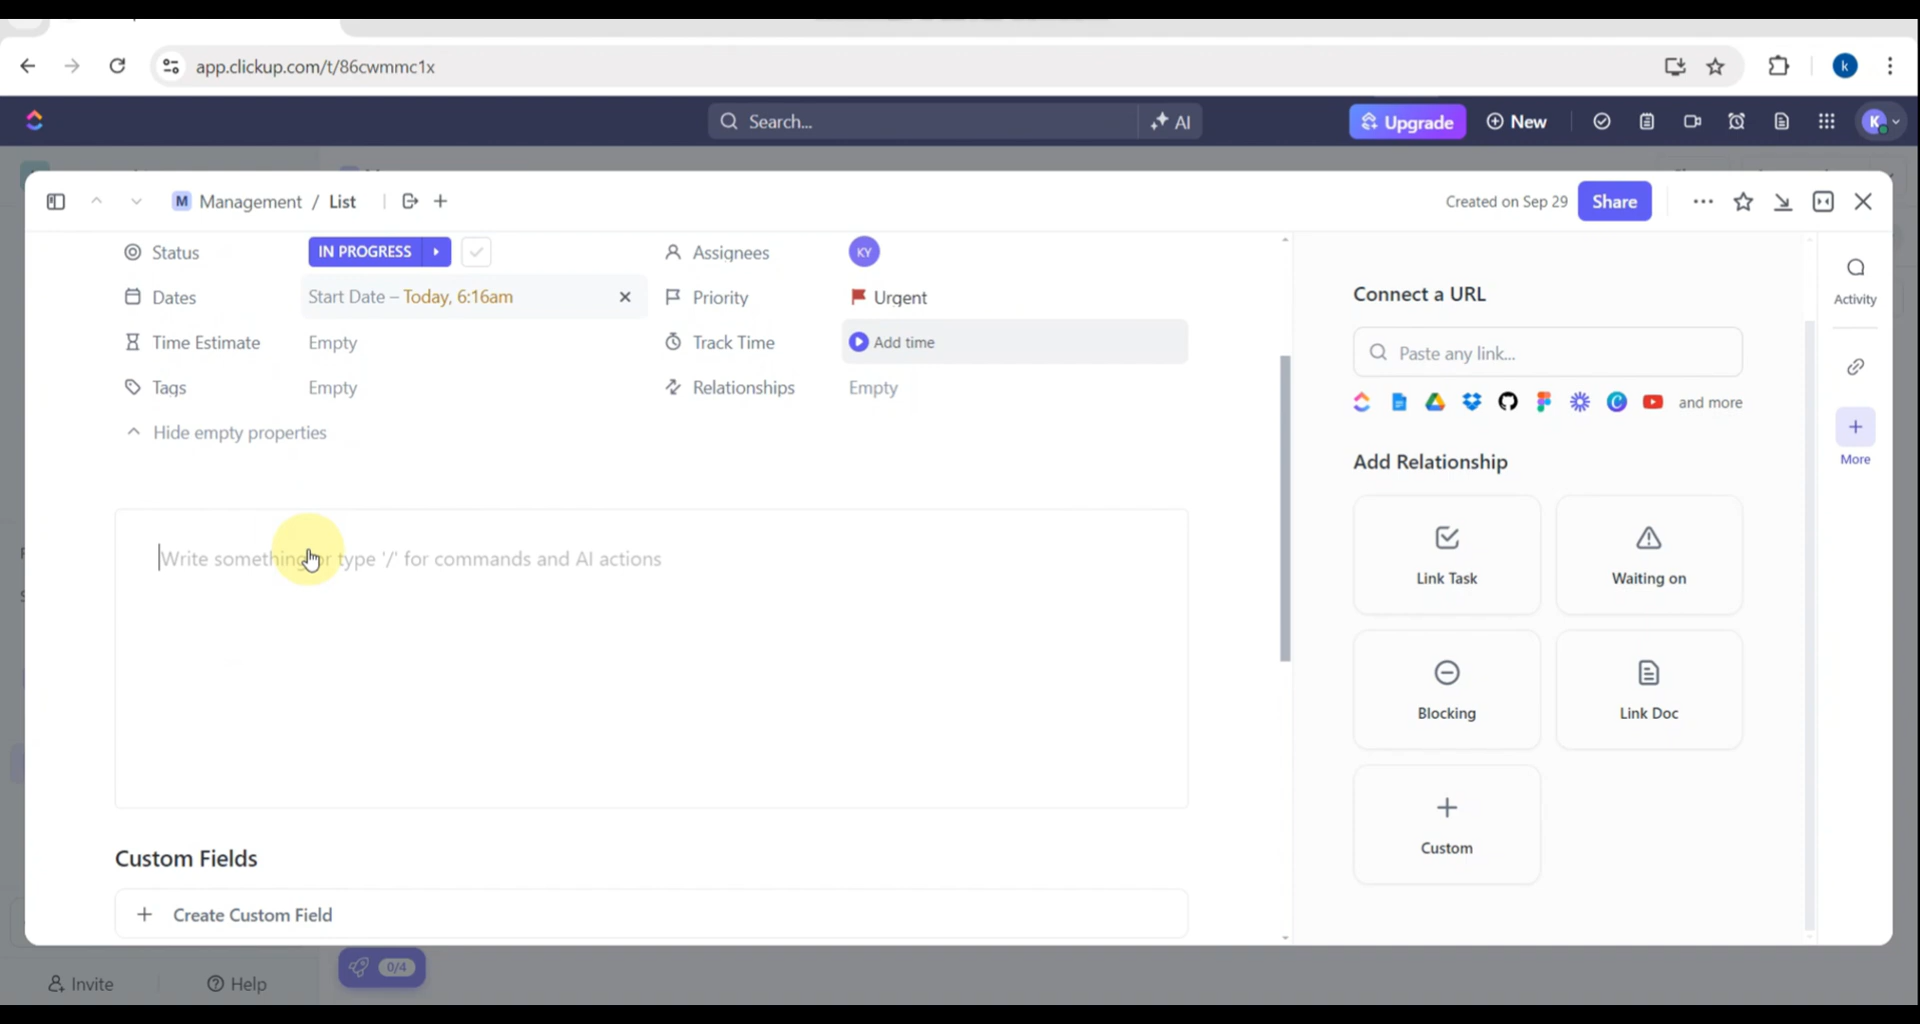 app.clickup.com/t/86cwmmc1x
Search...
AI
Upgrade
New
K
k
M Management / List
Created on Sep 29
Share
Status
IN PROGRESS
Assignees
KY
Dates
Start Date – Today, 6:16am
Priority
Urgent
Time Estimate
Empty
Track Time
Add time
Tags
Empty
Relationships
Empty
Hide empty properties
Write something or type '/' for commands and AI actions
Custom Fields
Create Custom Field
Connect a URL
Paste any link...
and more
Add Relationship
Link Task
Waiting on
Blocking
Link Doc
Custom
Activity
More
Invite
Help
0/4